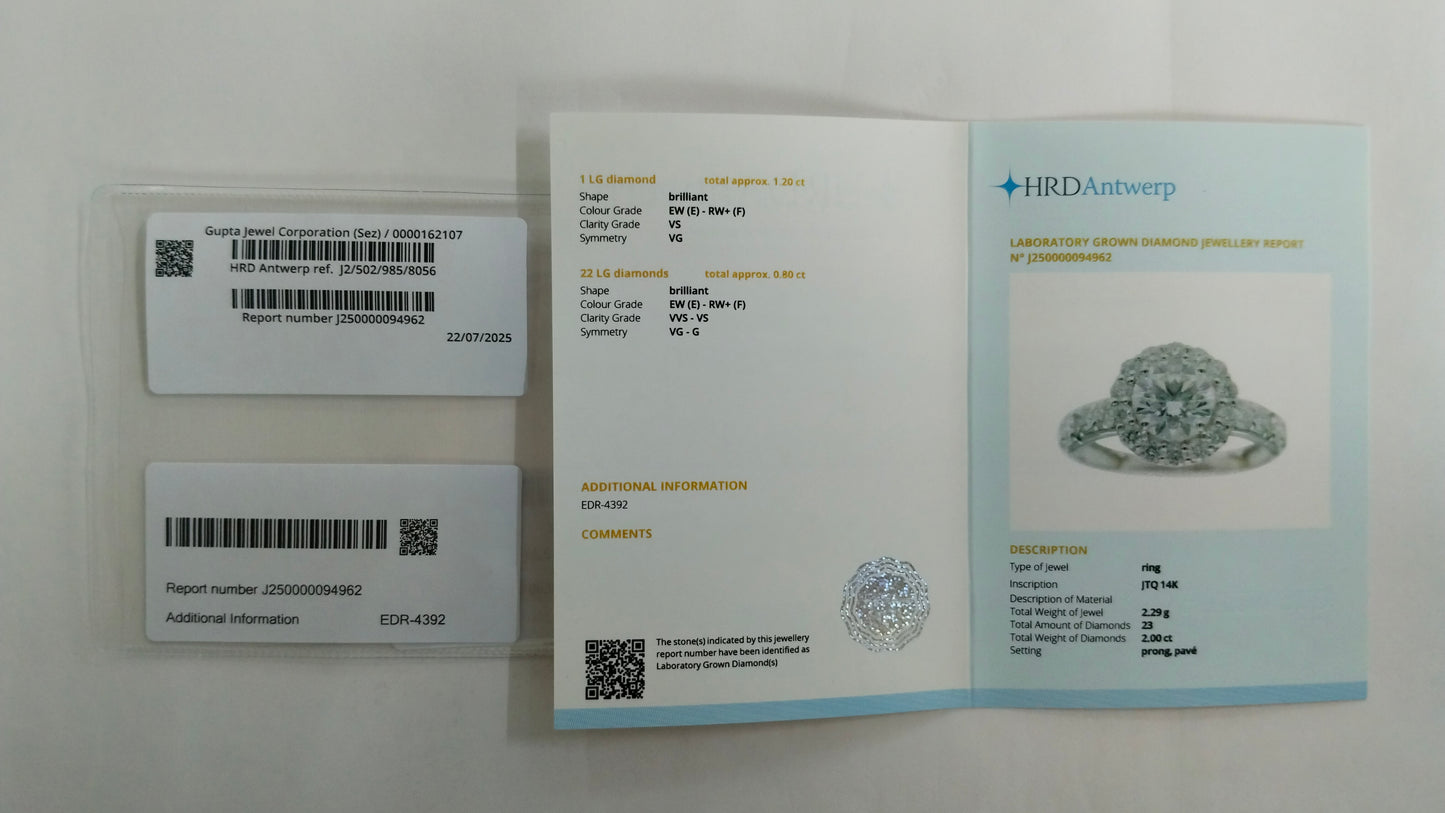 Gupta Jewel Corporation (Sez) / 0000162107
HRD Antwerp ref. J2/502/985/8056
Report number J250000094962
22/07/2025
Report number J250000094962
Additional Information EDR-4392
1 LG diamond total approx. 1.20 ct
Shape brilliant
Colour Grade EW (E) - RW+ (F)
Clarity Grade VS
Symmetry VG
22 LG diamonds total approx. 0.80 ct
Shape brilliant
Colour Grade EW (E) - RW+ (F)
Clarity Grade VVS - VS
Symmetry VG - G
ADDITIONAL INFORMATION
EDR-4392
COMMENTS
The stone(s) indicated by this jewellery
report number have been identified as
Laboratory Grown Diamond(s)
HRDAntwerp
LABORATORY GROWN DIAMOND JEWELLERY REPORT
N° J250000094962
DESCRIPTION
Type of jewel ring
Inscription JTQ 14K
Description of Material
Total Weight of Jewel 2.29 g
Total Amount of Diamonds 23
Total Weight of Diamonds 2.00 ct
Setting prong, pavé